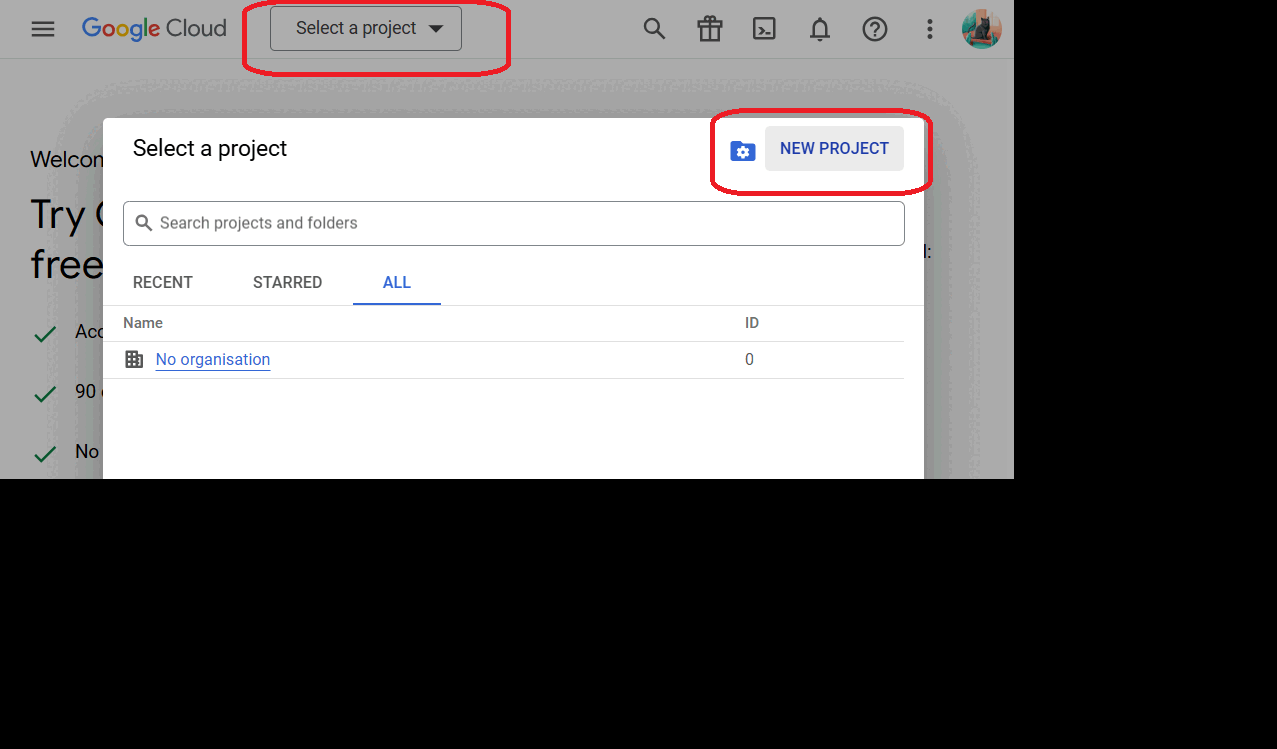 Google Cloud Select a project
Welcom
Select a project NEW PROJECT
Try
free
Search projects and folders
RECENT STARRED ALL
Name ID
No organisation 0
Acc
90
No